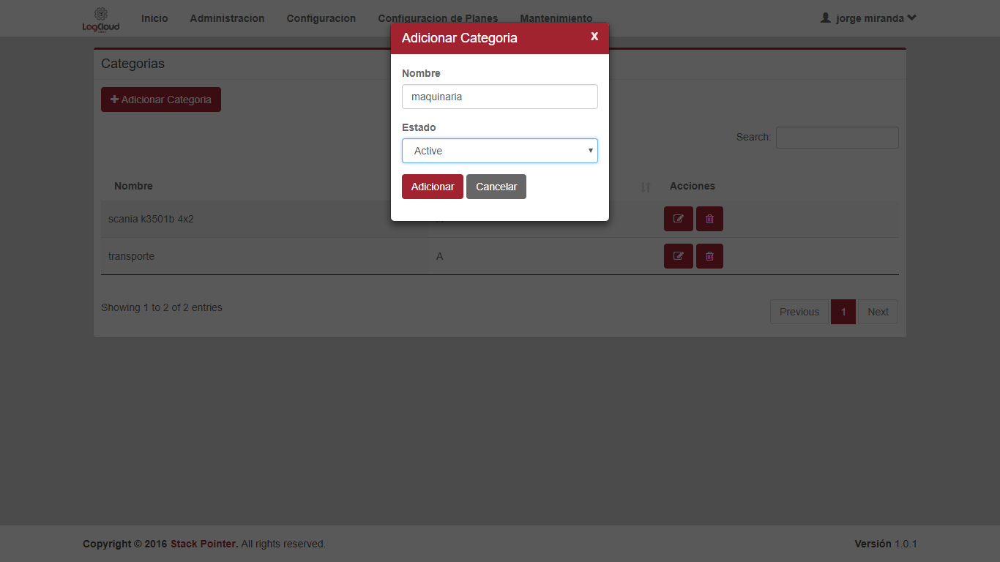 LogCloud
Inicio Administracion Configuracion Configuracion de Planes Mantenimiento jorge miranda
Adicionar Categoria X
Nombre
maquinaria
Estado
Active
Adicionar Cancelar
Categorias
Adicionar Categoria
Search:
Nombre Acciones
scania k3501b 4x2
transporte A
Showing 1 to 2 of 2 entries
Previous 1 Next
Copyright © 2016 Stack Pointer. All rights reserved.
Versión 1.0.1